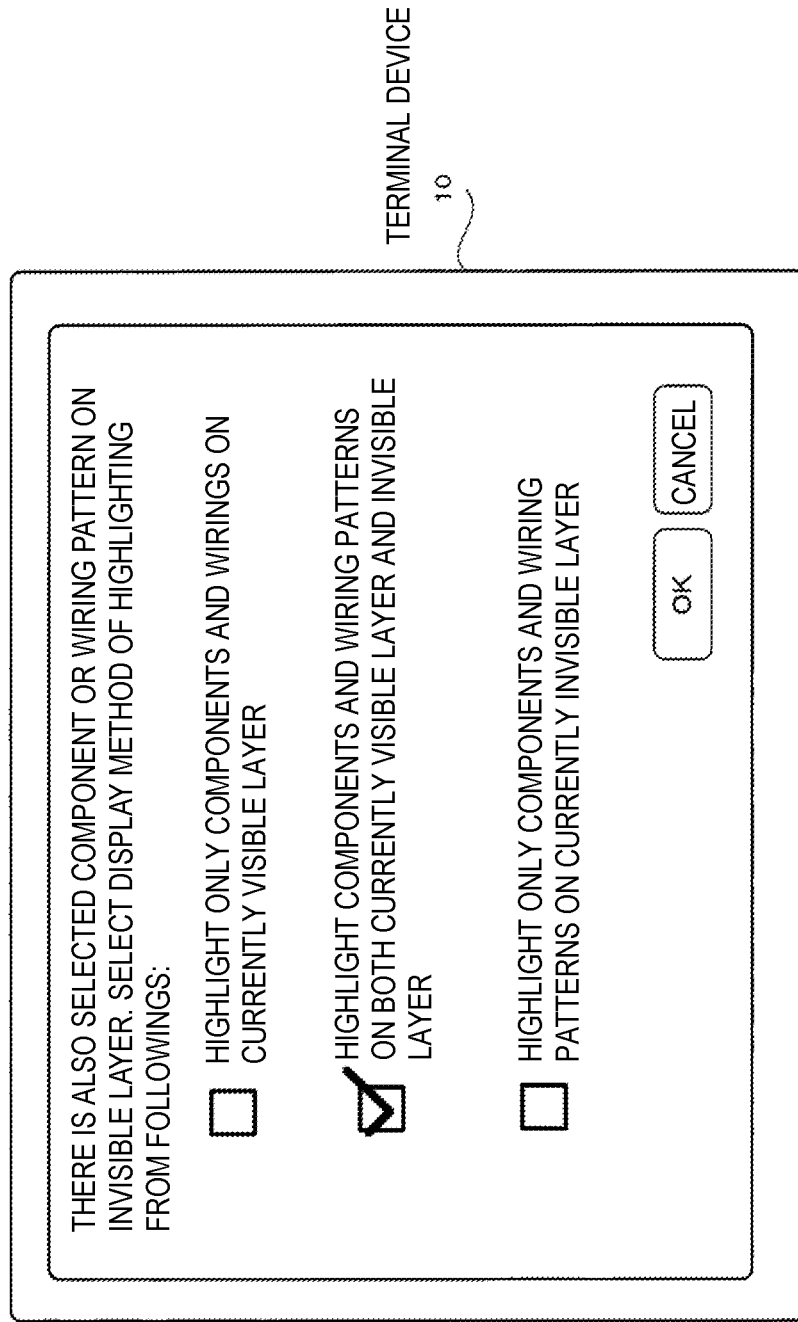 THERE IS ALSO SELECTED COMPONENT OR WIRING PATTERN ON
INVISIBLE LAYER. SELECT DISPLAY METHOD OF HIGHLIGHTING
FROM FOLLOWINGS:
HIGHLIGHT ONLY COMPONENTS AND WIRINGS ON
CURRENTLY VISIBLE LAYER
HIGHLIGHT COMPONENTS AND WIRING PATTERNS
ON BOTH CURRENTLY VISIBLE LAYER AND INVISIBLE
LAYER
HIGHLIGHT ONLY COMPONENTS AND WIRING
PATTERNS ON CURRENTLY INVISIBLE LAYER
OK
CANCEL
TERMINAL DEVICE
10